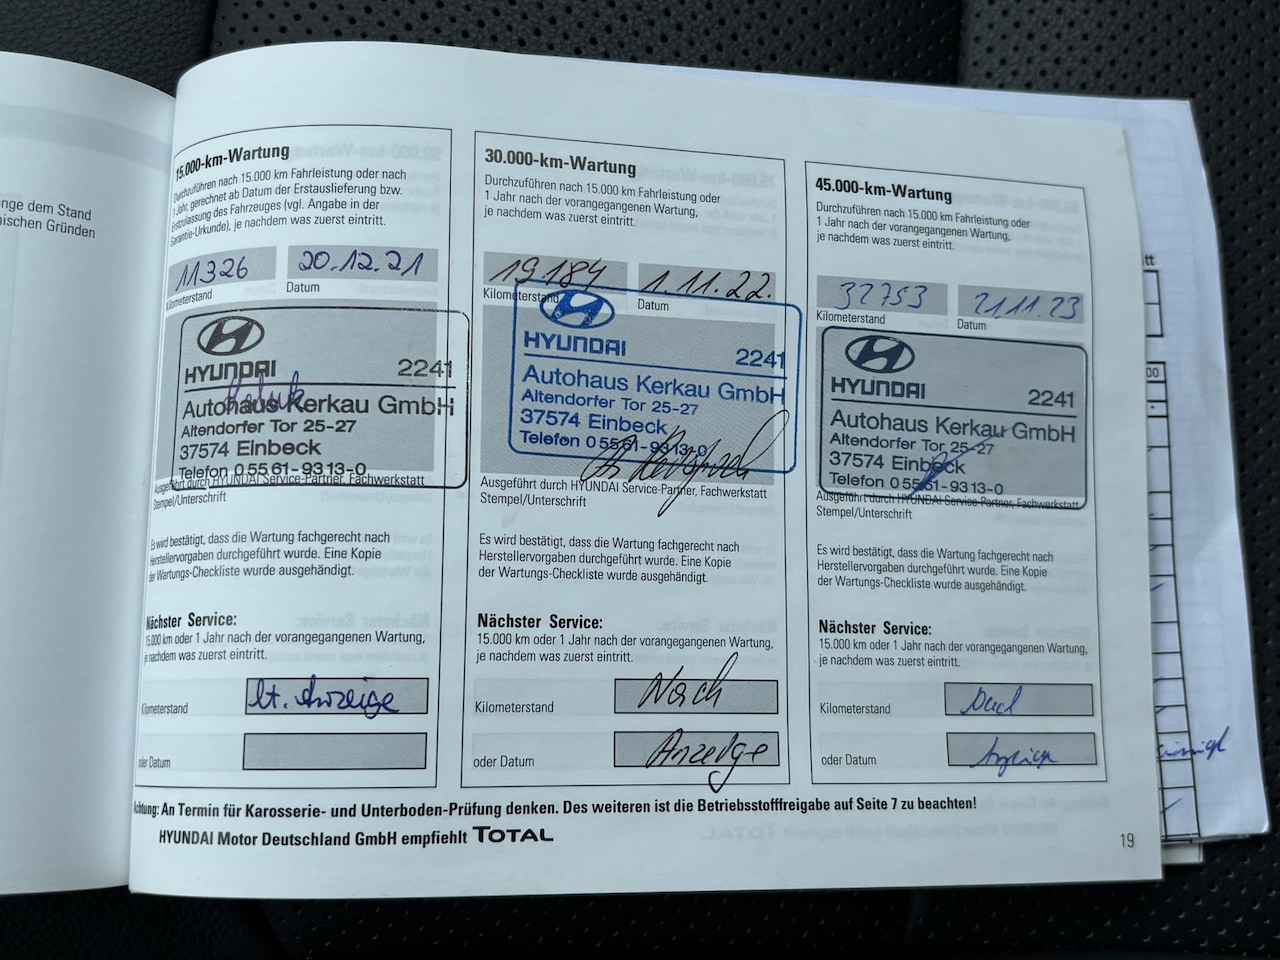 nge dem Stand
nischen Gründen
15.000-km-Wartung
Durchzuführen nach 15.000 km Fahrleistung oder nach
1 Jahr, gerechnet ab Datum der Erstauslieferung bzw.
Erstzulassung des Fahrzeuges (vgl. Angabe in der
Garantie-Urkunde), je nachdem was zuerst eintritt.
11326 20.12.21
Kilometerstand Datum
HYUNDAI 2241
Autohaus Kerkau GmbH
Altendorfer Tor 25-27
37574 Einbeck
Telefon 0 55 61 - 93 13-0
Ausgeführt durch HYUNDAI Service-Partner, Fachwerkstatt
Stempel/Unterschrift
Es wird bestätigt, dass die Wartung fachgerecht nach
Herstellervorgaben durchgeführt wurde. Eine Kopie
der Wartungs-Checkliste wurde ausgehändigt.
Nächster Service:
15.000 km oder 1 Jahr nach der vorangegangenen Wartung,
je nachdem was zuerst eintritt.
Kilometerstand lt. Anzeige
oder Datum
30.000-km-Wartung
Durchzuführen nach 15.000 km Fahrleistung oder
1 Jahr nach der vorangegangenen Wartung,
je nachdem was zuerst eintritt.
19.184 1.11.22.
Kilometerstand Datum
HYUNDAI 2241
Autohaus Kerkau GmbH
Altendorfer Tor 25-27
37574 Einbeck
Telefon 0 55 61 - 93 13-0
Ausgeführt durch HYUNDAI Service-Partner, Fachwerkstatt
Stempel/Unterschrift
Es wird bestätigt, dass die Wartung fachgerecht nach
Herstellervorgaben durchgeführt wurde. Eine Kopie
der Wartungs-Checkliste wurde ausgehändigt.
Nächster Service:
15.000 km oder 1 Jahr nach der vorangegangenen Wartung,
je nachdem was zuerst eintritt.
Kilometerstand Nach
oder Datum Anzeige
45.000-km-Wartung
Durchzuführen nach 15.000 km Fahrleistung oder
1 Jahr nach der vorangegangenen Wartung,
je nachdem was zuerst eintritt.
32753 21.11.23
Kilometerstand Datum
HYUNDAI 2241
Autohaus Kerkau GmbH
Altendorfer Tor 25-27
37574 Einbeck
Telefon 0 55 61 - 93 13-0
Ausgeführt durch HYUNDAI Service-Partner, Fachwerkstatt
Stempel/Unterschrift
Es wird bestätigt, dass die Wartung fachgerecht nach
Herstellervorgaben durchgeführt wurde. Eine Kopie
der Wartungs-Checkliste wurde ausgehändigt.
Nächster Service:
15.000 km oder 1 Jahr nach der vorangegangenen Wartung,
je nachdem was zuerst eintritt.
Kilometerstand Nach
oder Datum Anzeige
Achtung: An Termin für Karosserie- und Unterboden-Prüfung denken. Des weiteren ist die Betriebsstofffreigabe auf Seite 7 zu beachten!
HYUNDAI Motor Deutschland GmbH empfiehlt TOTAL
19